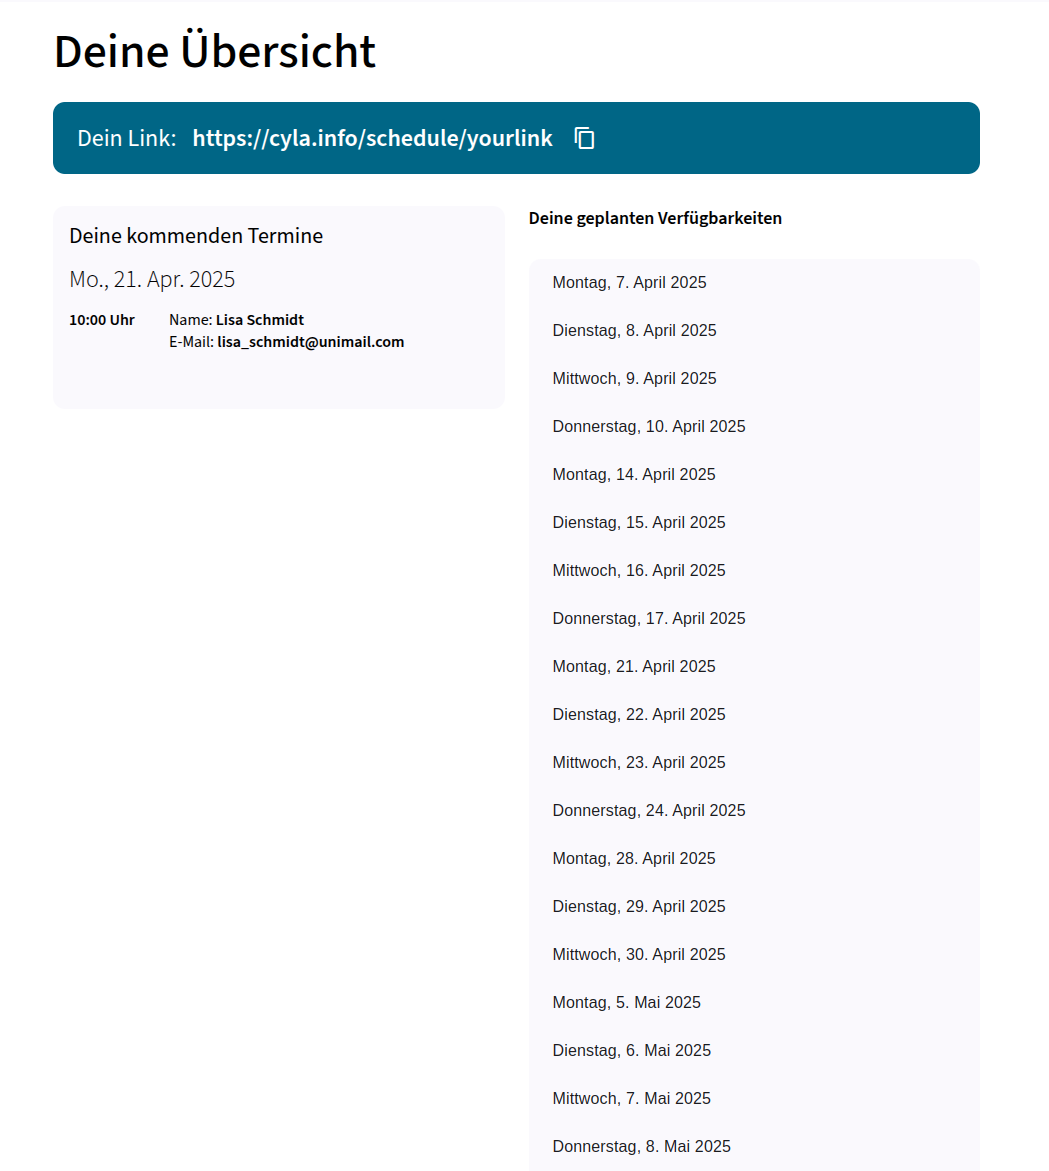 Deine Übersicht
Dein Link: https://cyla.info/schedule/yourlink
Deine kommenden Termine
Mo., 21. Apr. 2025
10:00 Uhr Name: Lisa Schmidt
E-Mail: lisa_schmidt@unimail.com
Deine geplanten Verfügbarkeiten
Montag, 7. April 2025
Dienstag, 8. April 2025
Mittwoch, 9. April 2025
Donnerstag, 10. April 2025
Montag, 14. April 2025
Dienstag, 15. April 2025
Mittwoch, 16. April 2025
Donnerstag, 17. April 2025
Montag, 21. April 2025
Dienstag, 22. April 2025
Mittwoch, 23. April 2025
Donnerstag, 24. April 2025
Montag, 28. April 2025
Dienstag, 29. April 2025
Mittwoch, 30. April 2025
Montag, 5. Mai 2025
Dienstag, 6. Mai 2025
Mittwoch, 7. Mai 2025
Donnerstag, 8. Mai 2025